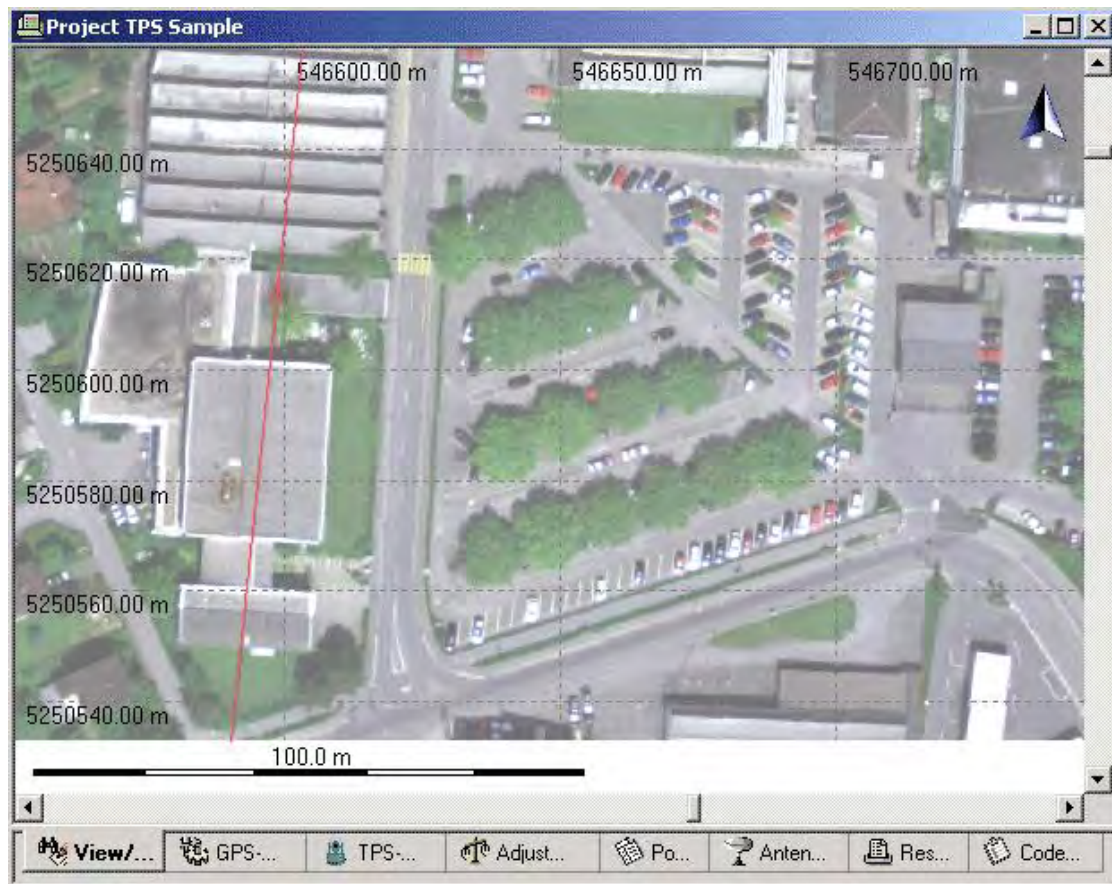 Project TPS Sample
546600.00 m 546650.00 m 546700.00 m
5250640.00 m
5250620.00 m
5250600.00 m
5250580.00 m
5250560.00 m
5250540.00 m
100.0 m
View/... GPS-... TPS-... Adjust... Po... Anten... Res... Code...